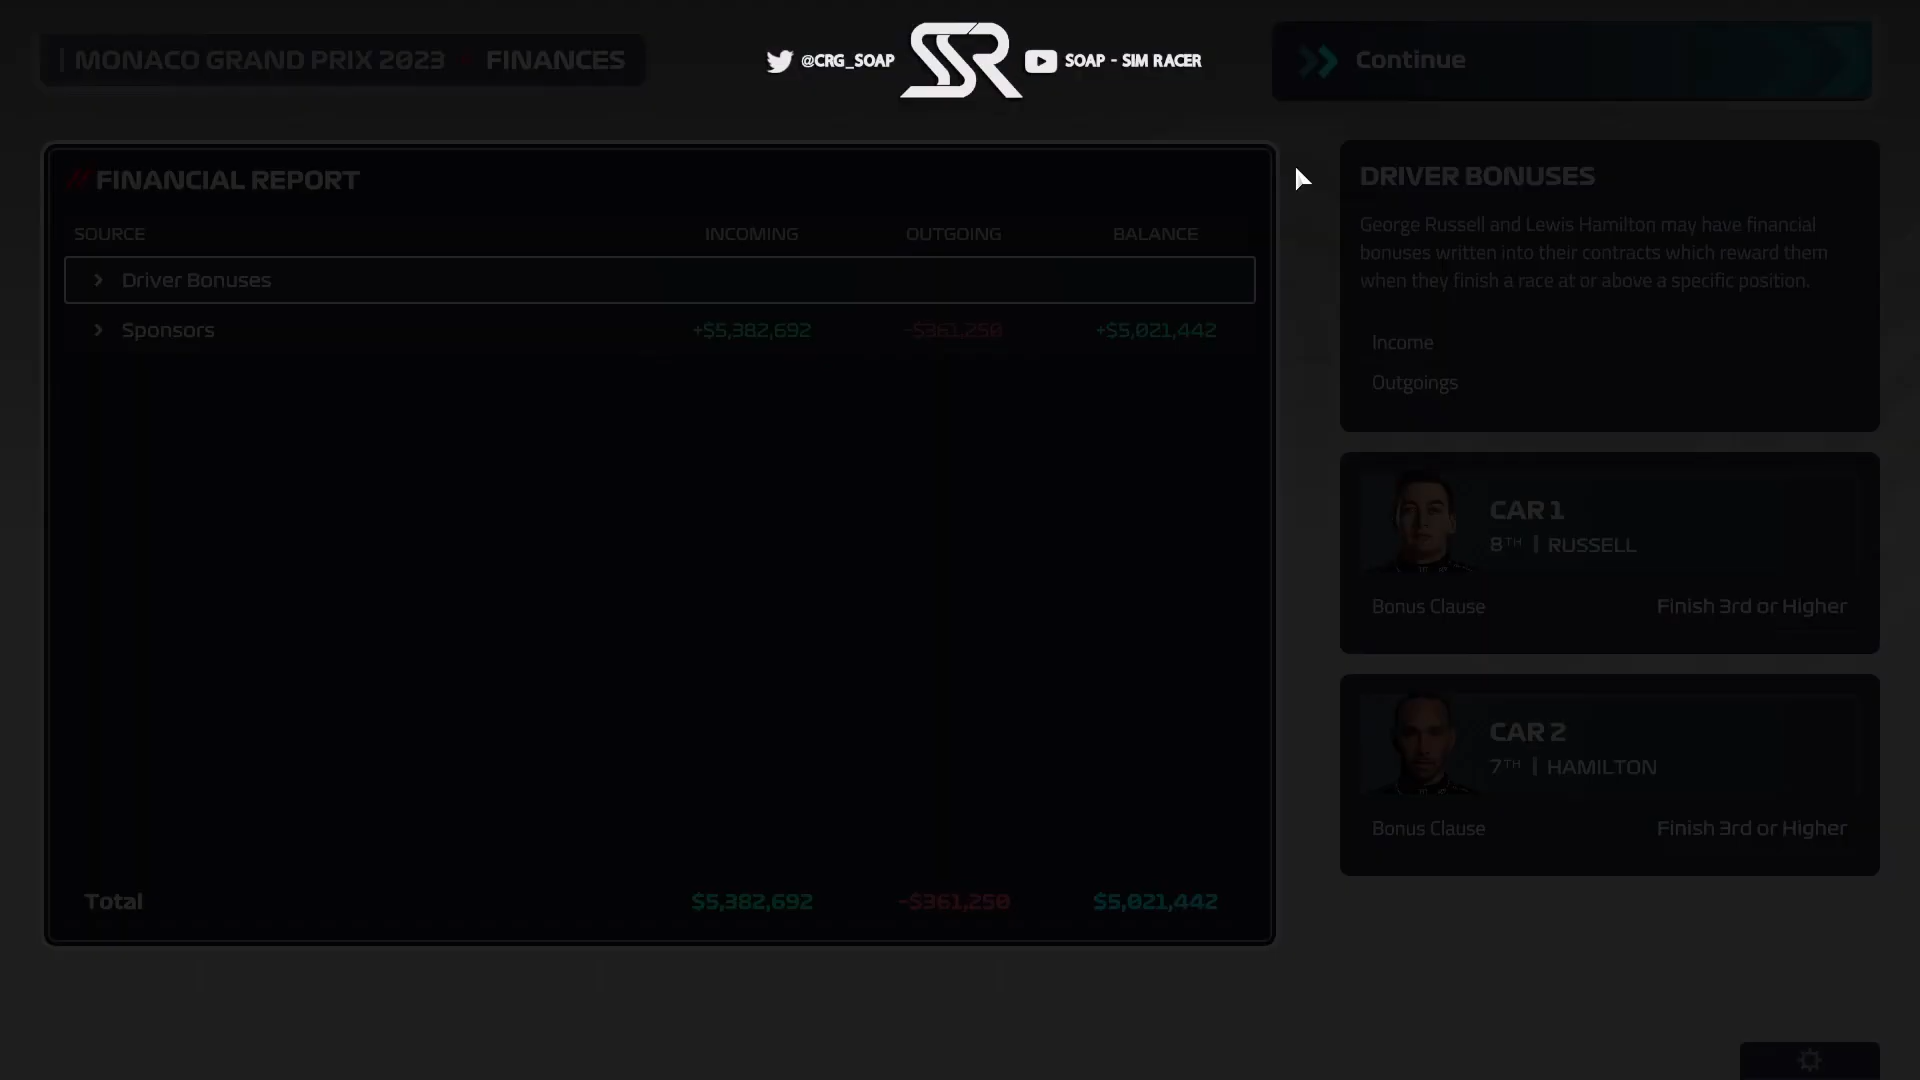 MONACO GRAND PRIX 2023 FINANCES
@CRG_SOAP SSR SOAP - SIM RACER
Continue
FINANCIAL REPORT
SOURCE INCOMING OUTGOING BALANCE
Driver Bonuses
Sponsors +$5,382,692 -$361,250 +$5,021,442
Total $5,382,692 -$361,250 $5,021,442
DRIVER BONUSES
George Russell and Lewis Hamilton may have financial
bonuses written into their contracts which reward them
when they finish a race at or above a specific position.
Income
Outgoings
CAR 1
8TH | RUSSELL
Bonus Clause Finish 3rd or Higher
CAR 2
7TH | HAMILTON
Bonus Clause Finish 3rd or Higher